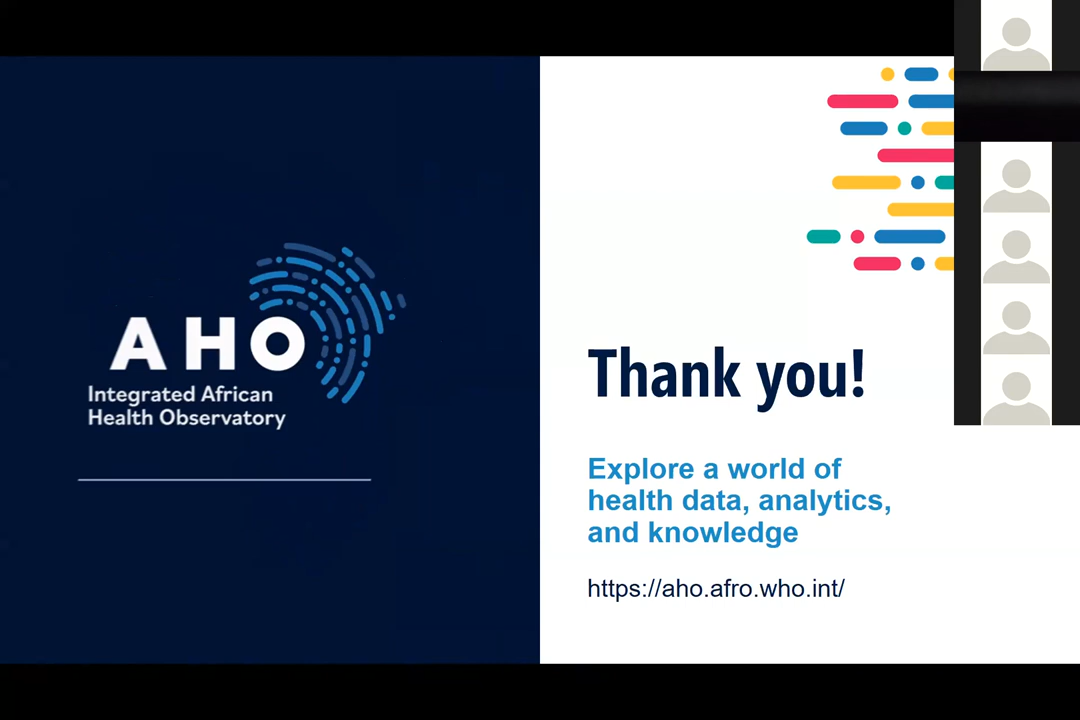 AHO
Integrated African
Health Observatory
Thank you!
Explore a world of
health data, analytics,
and knowledge
https://aho.afro.who.int/